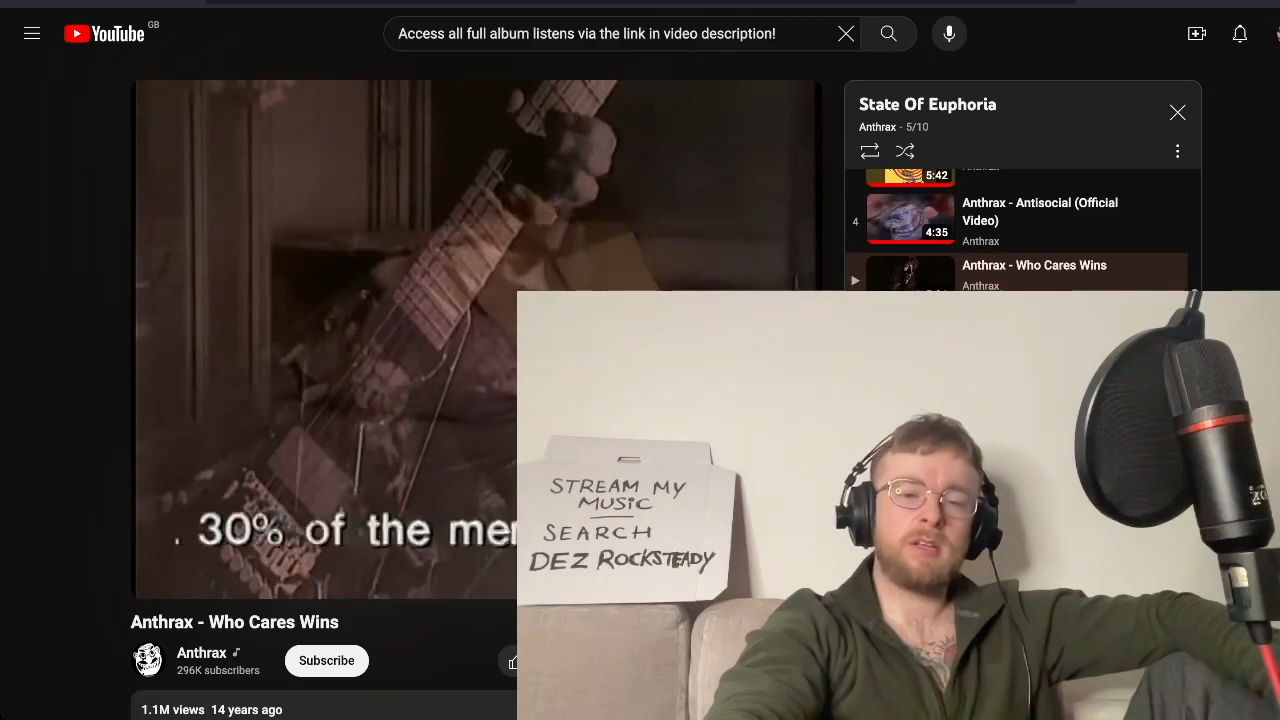 YouTube
GB
Access all full album listens via the link in video description!
State Of Euphoria
Anthrax - 5/10
5:42
4
4:35
Anthrax - Antisocial (Official
Video)
Anthrax
Anthrax - Who Cares Wins
Anthrax
. 30% of the
STREAM MY
MUSIC
SEARCH
DEZ ROCKSTEADY
Anthrax - Who Cares Wins
Anthrax
296K subscribers
Subscribe
1.1M views 14 years ago